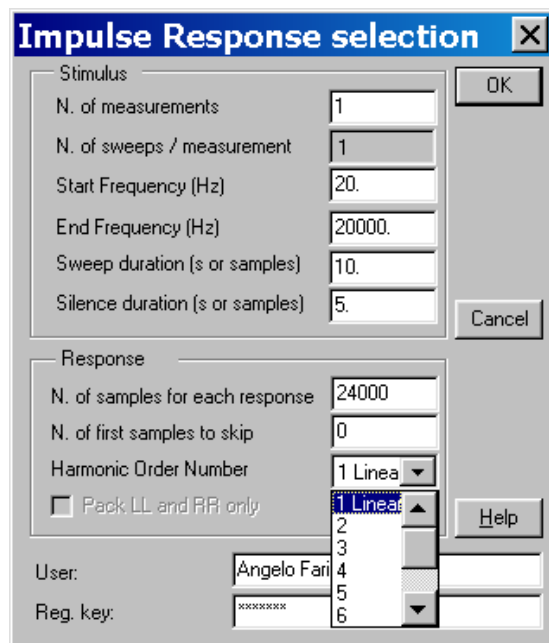 Impulse Response selection
Stimulus
OK
N. of measurements 1
N. of sweeps / measurement 1
Start Frequency (Hz) 20.
End Frequency (Hz) 20000.
Sweep duration (s or samples) 10.
Silence duration (s or samples) 5.
Cancel
Response
N. of samples for each response 24000
N. of first samples to skip 0
Harmonic Order Number 1 Linea
Pack LL and RR only
1 Linear
2
3
4
5
6
Help
User: Angelo Fari
Reg. key: *******